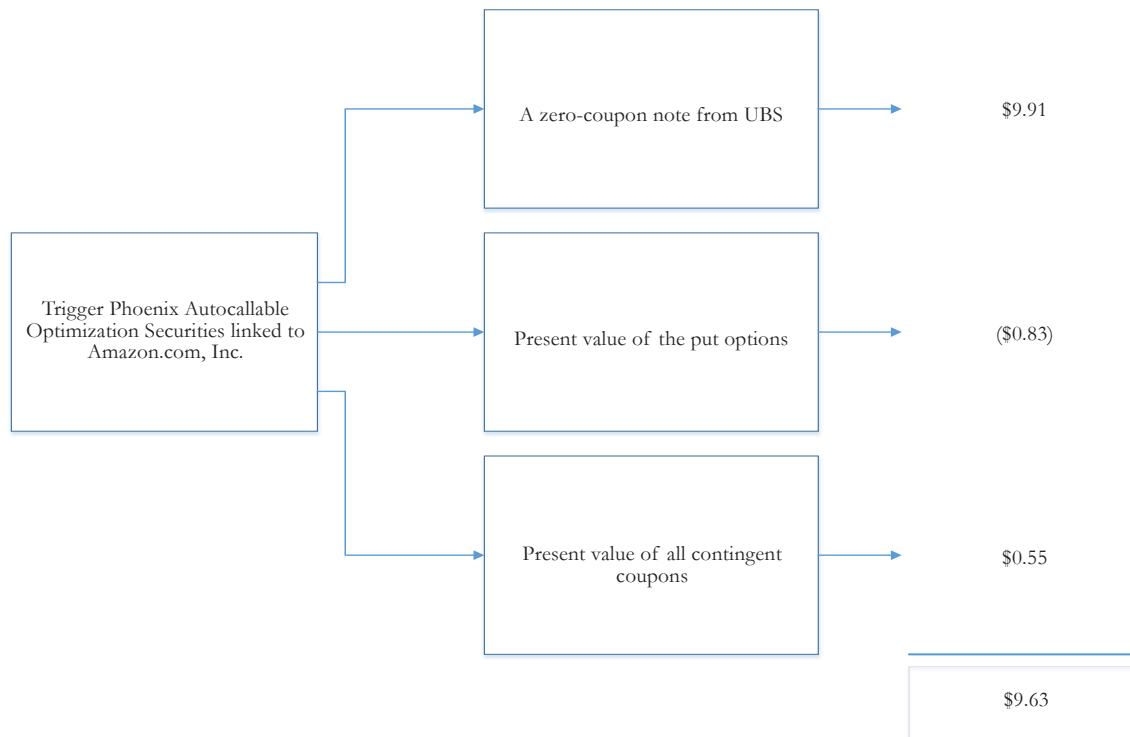 A zero-coupon note from UBS
$9.91
Trigger Phoenix Autocallable
Optimization Securities linked to
Amazon.com, Inc.
Present value of the put options
($0.83)
Present value of all contingent
coupons
$0.55
$9.63